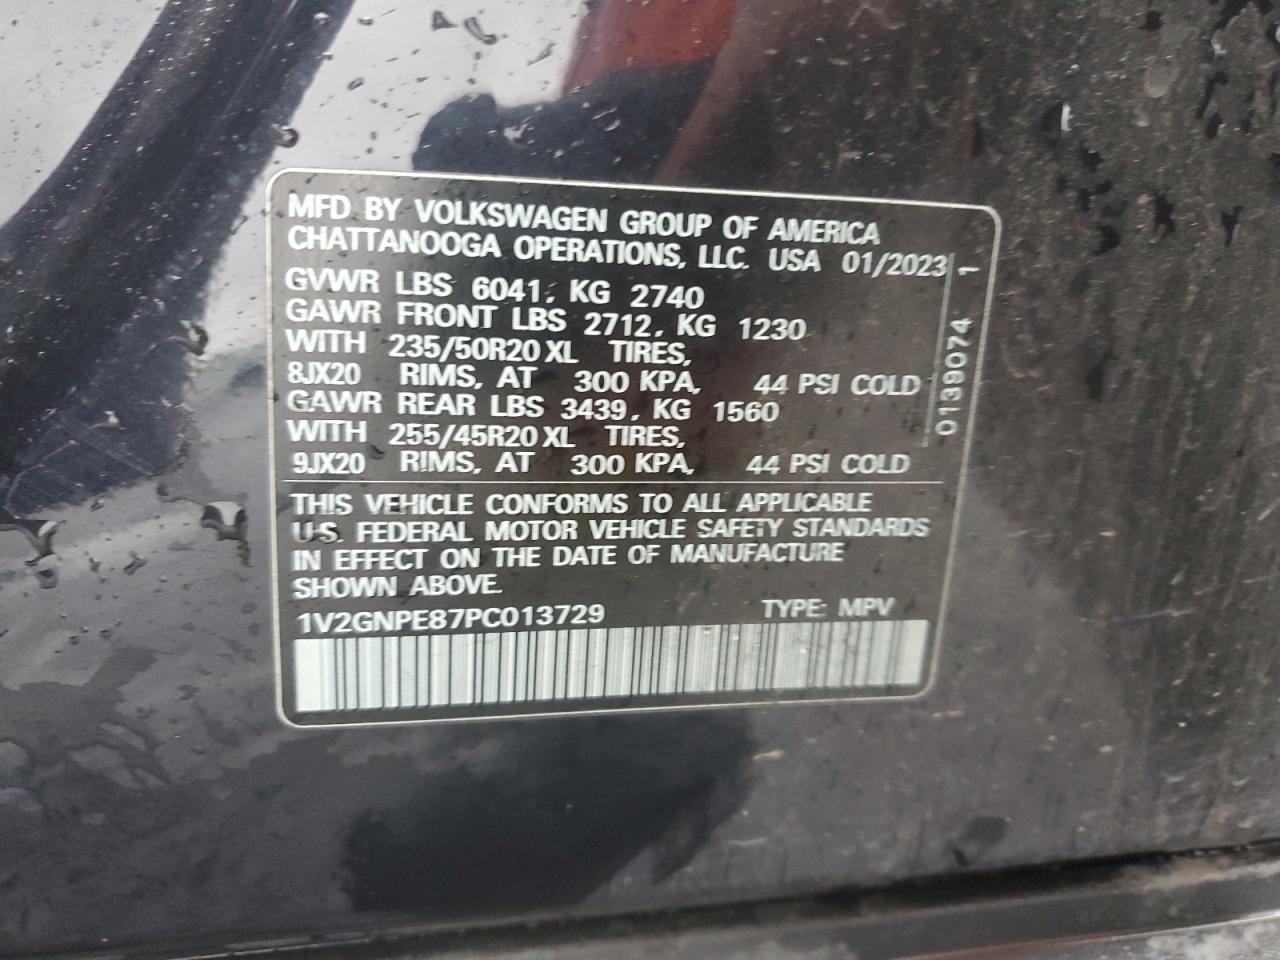 MFD BY VOLKSWAGEN GROUP OF AMERICA
CHATTANOOGA OPERATIONS, LLC. USA 01/2023
GVWR LBS 6041, KG 2740
GAWR FRONT LBS 2712, KG 1230
WITH 235/50R20 XL TIRES,
8JX20 RIMS, AT 300 KPA, 44 PSI COLD
GAWR REAR LBS 3439, KG 1560
WITH 255/45R20 XL TIRES,
9JX20 RIMS, AT 300 KPA, 44 PSI COLD
0139074 1
THIS VEHICLE CONFORMS TO ALL APPLICABLE
U.S. FEDERAL MOTOR VEHICLE SAFETY STANDARDS
IN EFFECT ON THE DATE OF MANUFACTURE
SHOWN ABOVE.
1V2GNPE87PC013729 TYPE: MPV